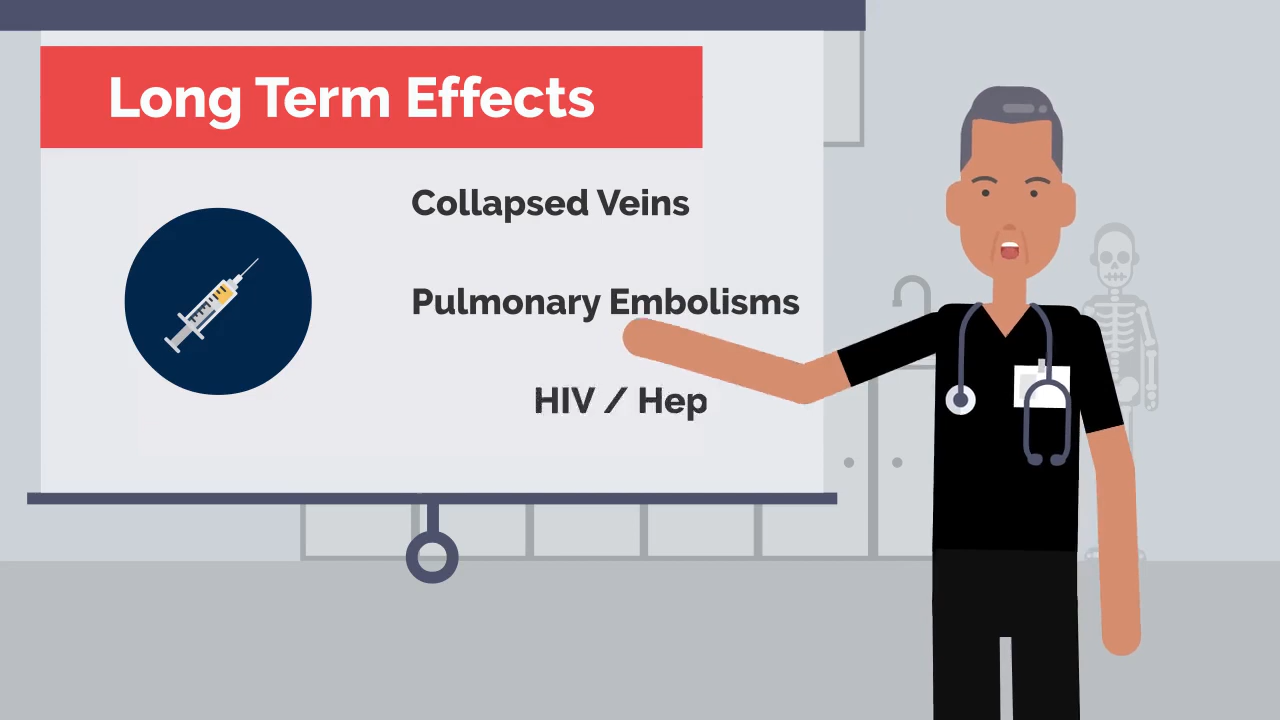 Long Term Effects
Collapsed Veins
Pulmonary Embolisms
HIV / Hep